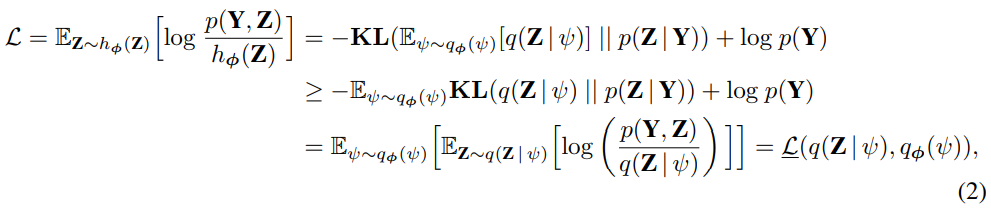 ℒ = 𝔼_{𝐙∼h_𝝓(𝐙)}[log p(𝐘, 𝐙) / h_𝝓(𝐙)] = −𝐊𝐋(𝔼_{ψ∼q_𝝓(ψ)}[q(𝐙 | ψ)] || p(𝐙 | 𝐘)) + log p(𝐘)
≥ −𝔼_{ψ∼q_𝝓(ψ)}𝐊𝐋(q(𝐙 | ψ) || p(𝐙 | 𝐘)) + log p(𝐘)
= 𝔼_{ψ∼q_𝝓(ψ)}[𝔼_{𝐙∼q(𝐙 | ψ)}[log (p(𝐘, 𝐙) / q(𝐙 | ψ))]] = ℒ̲(q(𝐙 | ψ), q_𝝓(ψ)),
(2)